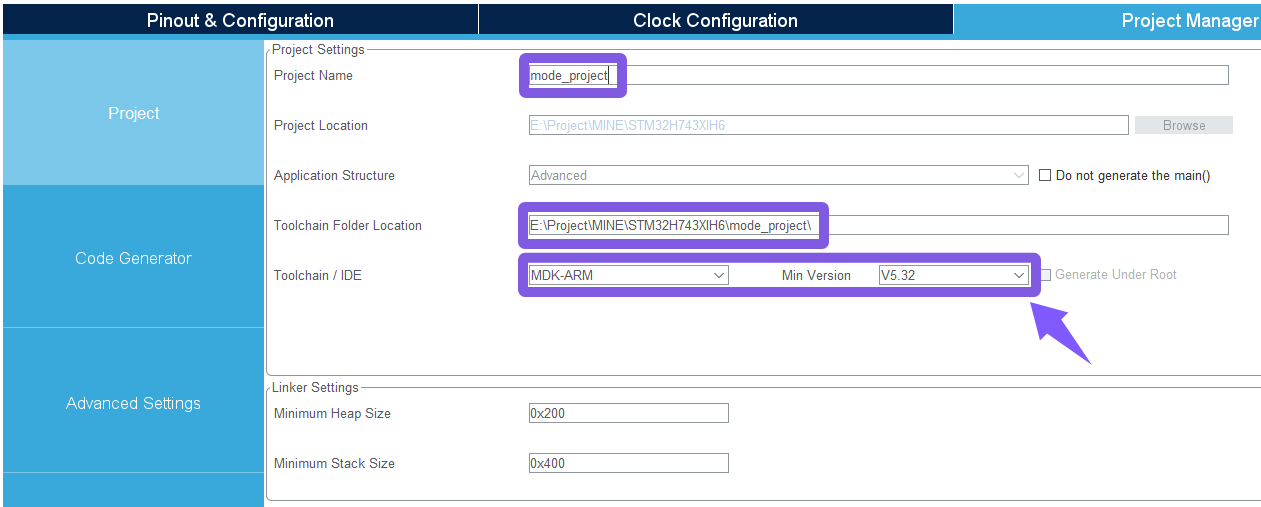 Pinout & Configuration Clock Configuration Project Manager
Project Settings
Project Name mode_project
Project
Project Location E:\Project\MINE\STM32H743XIH6 Browse
Application Structure Advanced Do not generate the main()
Toolchain Folder Location E:\Project\MINE\STM32H743XIH6\mode_project\
Code Generator
Toolchain / IDE MDK-ARM Min Version V5.32 Generate Under Root
Linker Settings
Advanced Settings
Minimum Heap Size 0x200
Minimum Stack Size 0x400